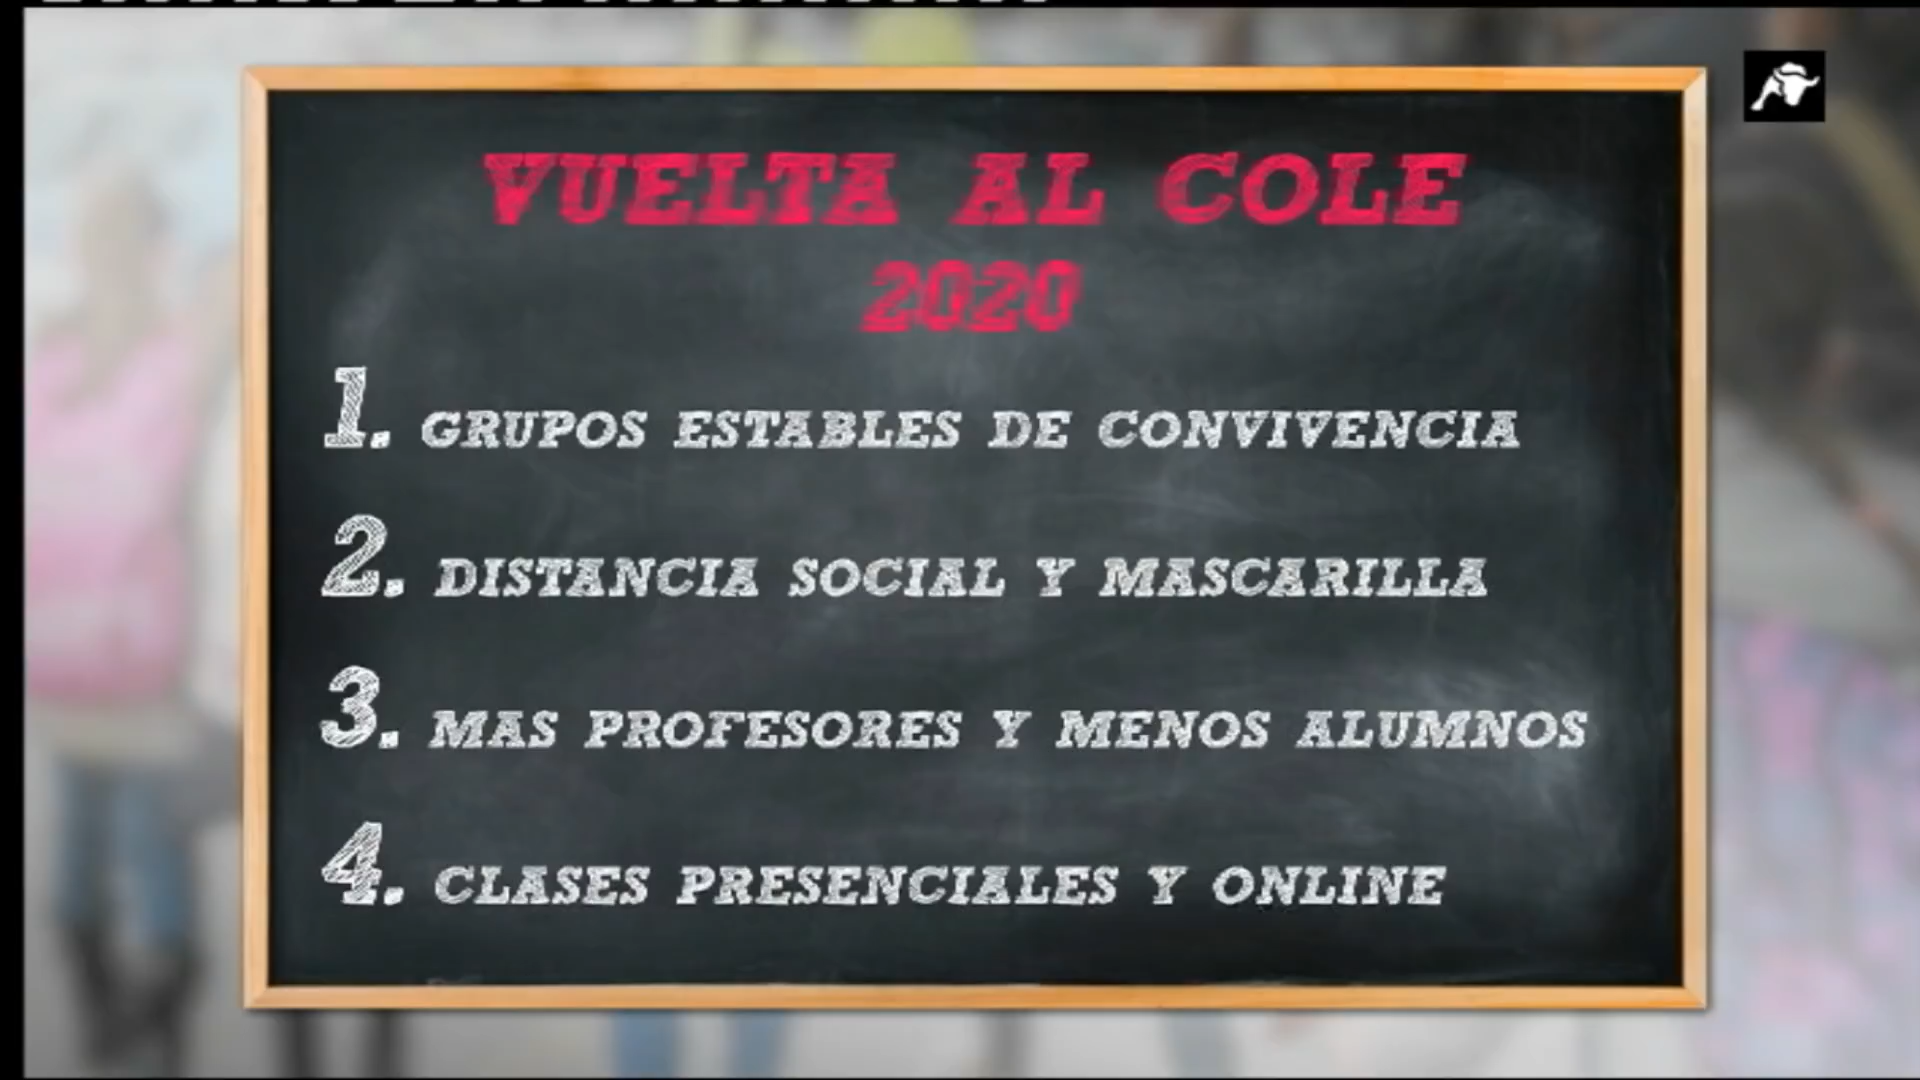 VUELTA AL COLE
2020
1. GRUPOS ESTABLES DE CONVIVENCIA
2. DISTANCIA SOCIAL Y MASCARILLA
3. MAS PROFESORES Y MENOS ALUMNOS
4. CLASES PRESENCIALES Y ONLINE